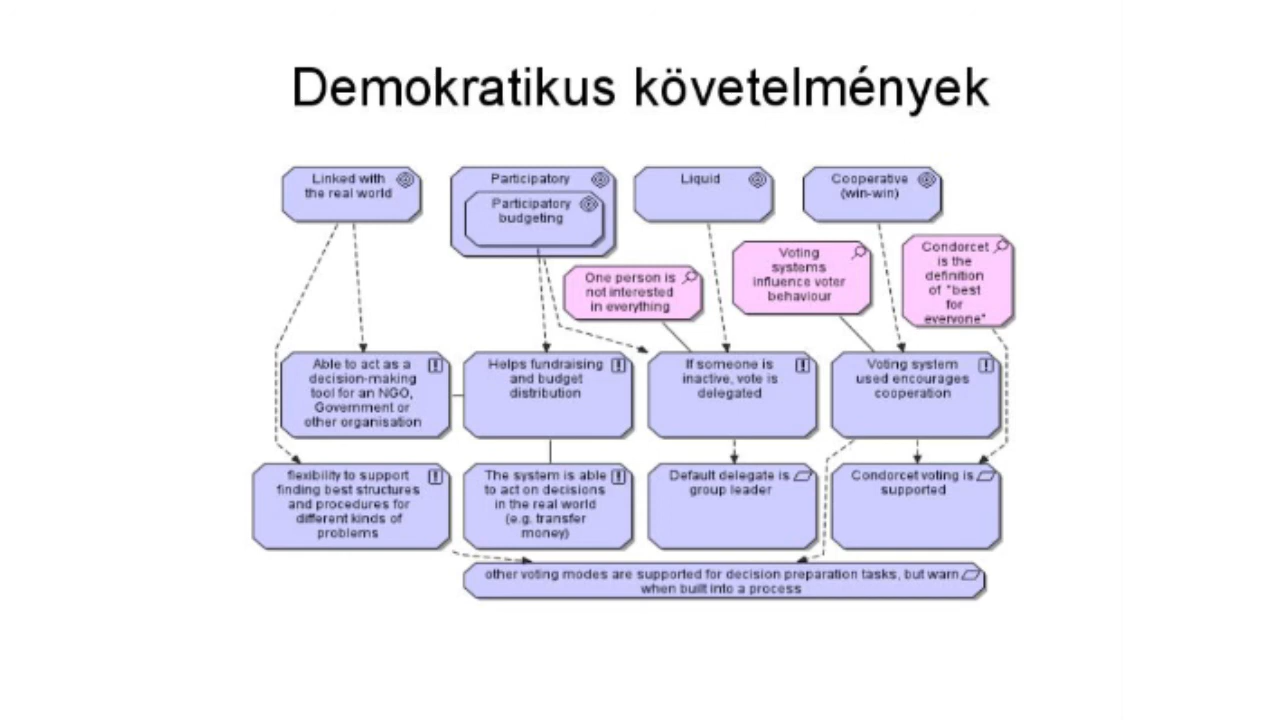 Demokratikus követelmények
Linked with
the real world
Participatory
Participatory
budgeting
Liquid
Cooperative
(win-win)
One person is
not interested
in everything
Voting
systems
influence voter
behaviour
Condorcet
is the
definition
of "best
for
everyone"
Able to act as a
decision-making
tool for an NGO,
Government or
other organisation
Helps fundraising
and budget
distribution
If someone is
inactive, vote is
delegated
Voting system
used encourages
cooperation
flexibility to support
finding best structures
and procedures for
different kinds of
problems
The system is able
to act on decisions
in the real world
(e.g. transfer
money)
Default delegate is
group leader
Condorcet voting is
supported
other voting modes are supported for decision preparation tasks, but warn
when built into a process